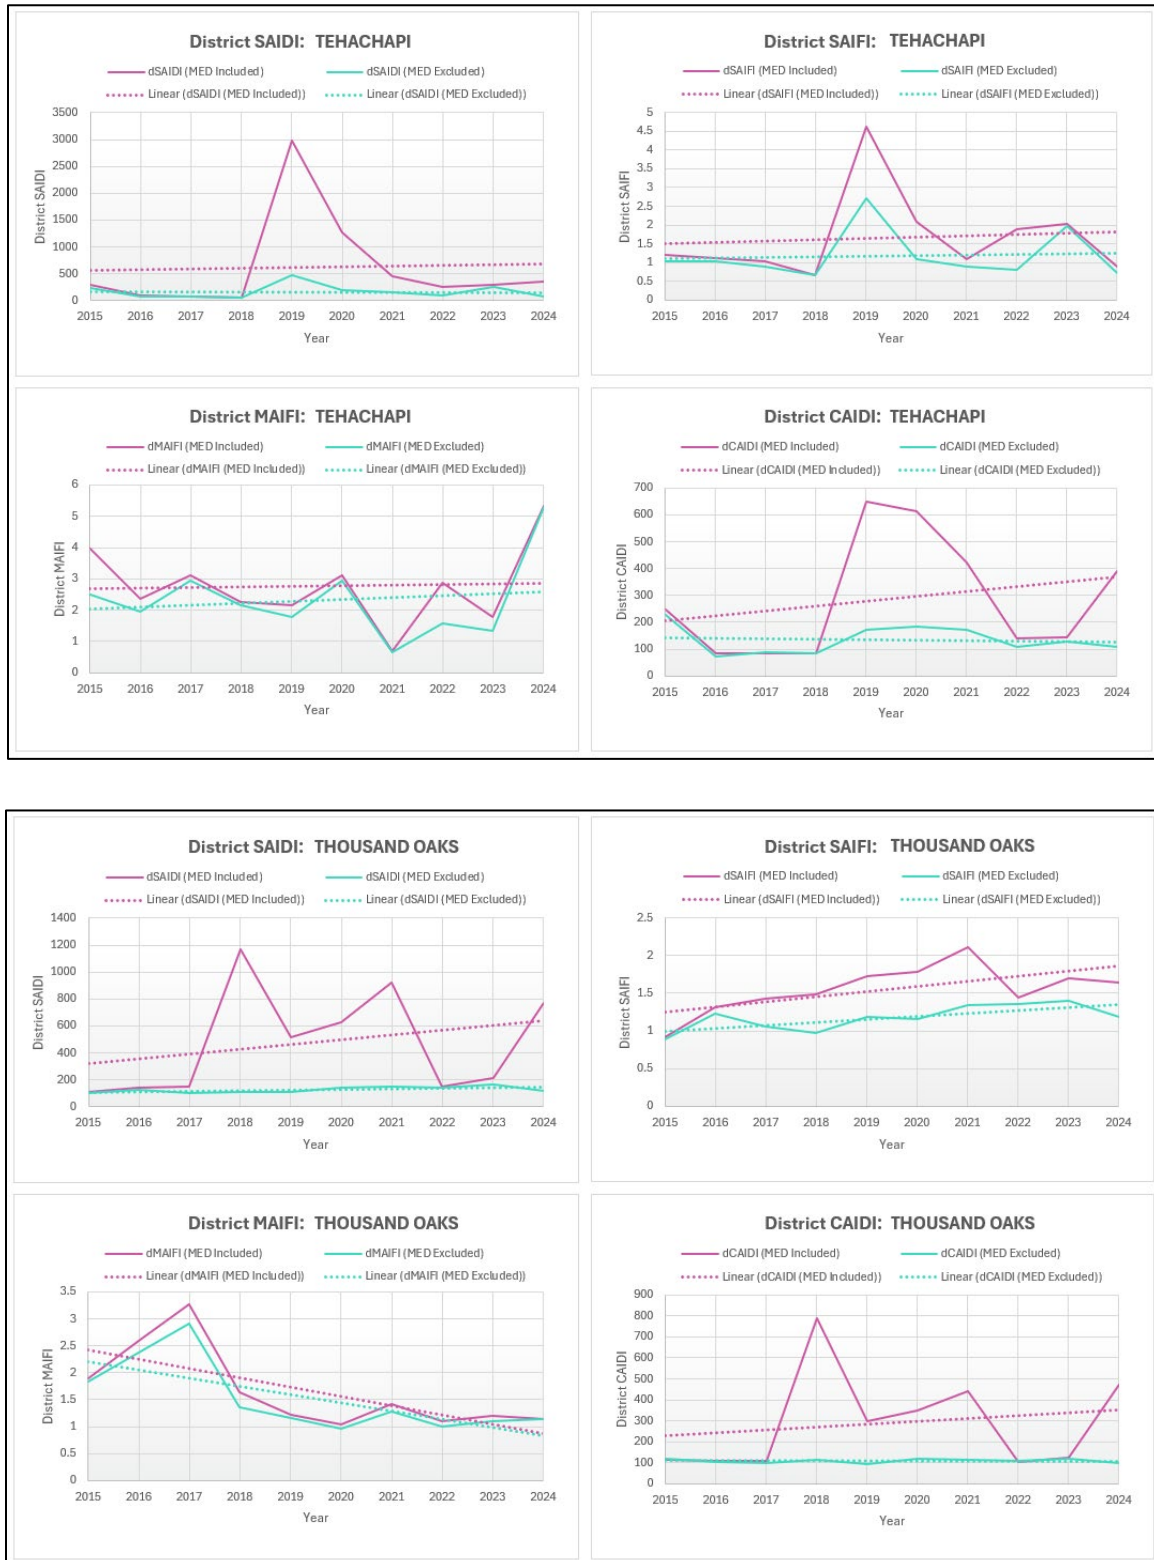 District SAIDI: TEHACHAPI
dSAIDI (MED Included) dSAIDI (MED Excluded)
Linear (dSAIDI (MED Included)) Linear (dSAIDI (MED Excluded))
3500
3000
2500
2000
1500
1000
500
0
District SAIDI
2015 2016 2017 2018 2019 2020 2021 2022 2023 2024
Year
District SAIFI: TEHACHAPI
dSAIFI (MED Included) dSAIFI (MED Excluded)
Linear (dSAIFI (MED Included)) Linear (dSAIFI (MED Excluded))
5
4.5
4
3.5
3
2.5
2
1.5
1
0.5
0
District SAIFI
2015 2016 2017 2018 2019 2020 2021 2022 2023 2024
Year
District MAIFI: TEHACHAPI
dMAIFI (MED Included) dMAIFI (MED Excluded)
Linear (dMAIFI (MED Included)) Linear (dMAIFI (MED Excluded))
6
5
4
3
2
1
0
District MAIFI
2015 2016 2017 2018 2019 2020 2021 2022 2023 2024
Year
District CAIDI: TEHACHAPI
dCAIDI (MED Included) dCAIDI (MED Excluded)
Linear (dCAIDI (MED Included)) Linear (dCAIDI (MED Excluded))
700
600
500
400
300
200
100
0
District CAIDI
2015 2016 2017 2018 2019 2020 2021 2022 2023 2024
Year
District SAIDI: THOUSAND OAKS
dSAIDI (MED Included) dSAIDI (MED Excluded)
Linear (dSAIDI (MED Included)) Linear (dSAIDI (MED Excluded))
1400
1200
1000
800
600
400
200
0
District SAIDI
2015 2016 2017 2018 2019 2020 2021 2022 2023 2024
Year
District SAIFI: THOUSAND OAKS
dSAIFI (MED Included) dSAIFI (MED Excluded)
Linear (dSAIFI (MED Included)) Linear (dSAIFI (MED Excluded))
2.5
2
1.5
1
0.5
0
District SAIFI
2015 2016 2017 2018 2019 2020 2021 2022 2023 2024
Year
District MAIFI: THOUSAND OAKS
dMAIFI (MED Included) dMAIFI (MED Excluded)
Linear (dMAIFI (MED Included)) Linear (dMAIFI (MED Excluded))
3.5
3
2.5
2
1.5
1
0.5
0
District MAIFI
2015 2016 2017 2018 2019 2020 2021 2022 2023 2024
Year
District CAIDI: THOUSAND OAKS
dCAIDI (MED Included) dCAIDI (MED Excluded)
Linear (dCAIDI (MED Included)) Linear (dCAIDI (MED Excluded))
900
800
700
600
500
400
300
200
100
0
District CAIDI
2015 2016 2017 2018 2019 2020 2021 2022 2023 2024
Year